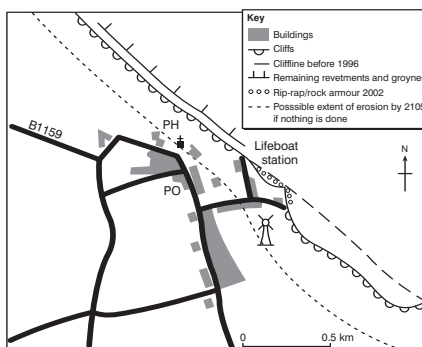 Key
Buildings
Cliffs
Cliffline before 1996
Remaining revetments and groynes
Rip-rap/rock armour 2002
Posssible extent of erosion by 2105
if nothing is done
B1159
PH
PO
Lifeboat
station
N
0
0.5 km